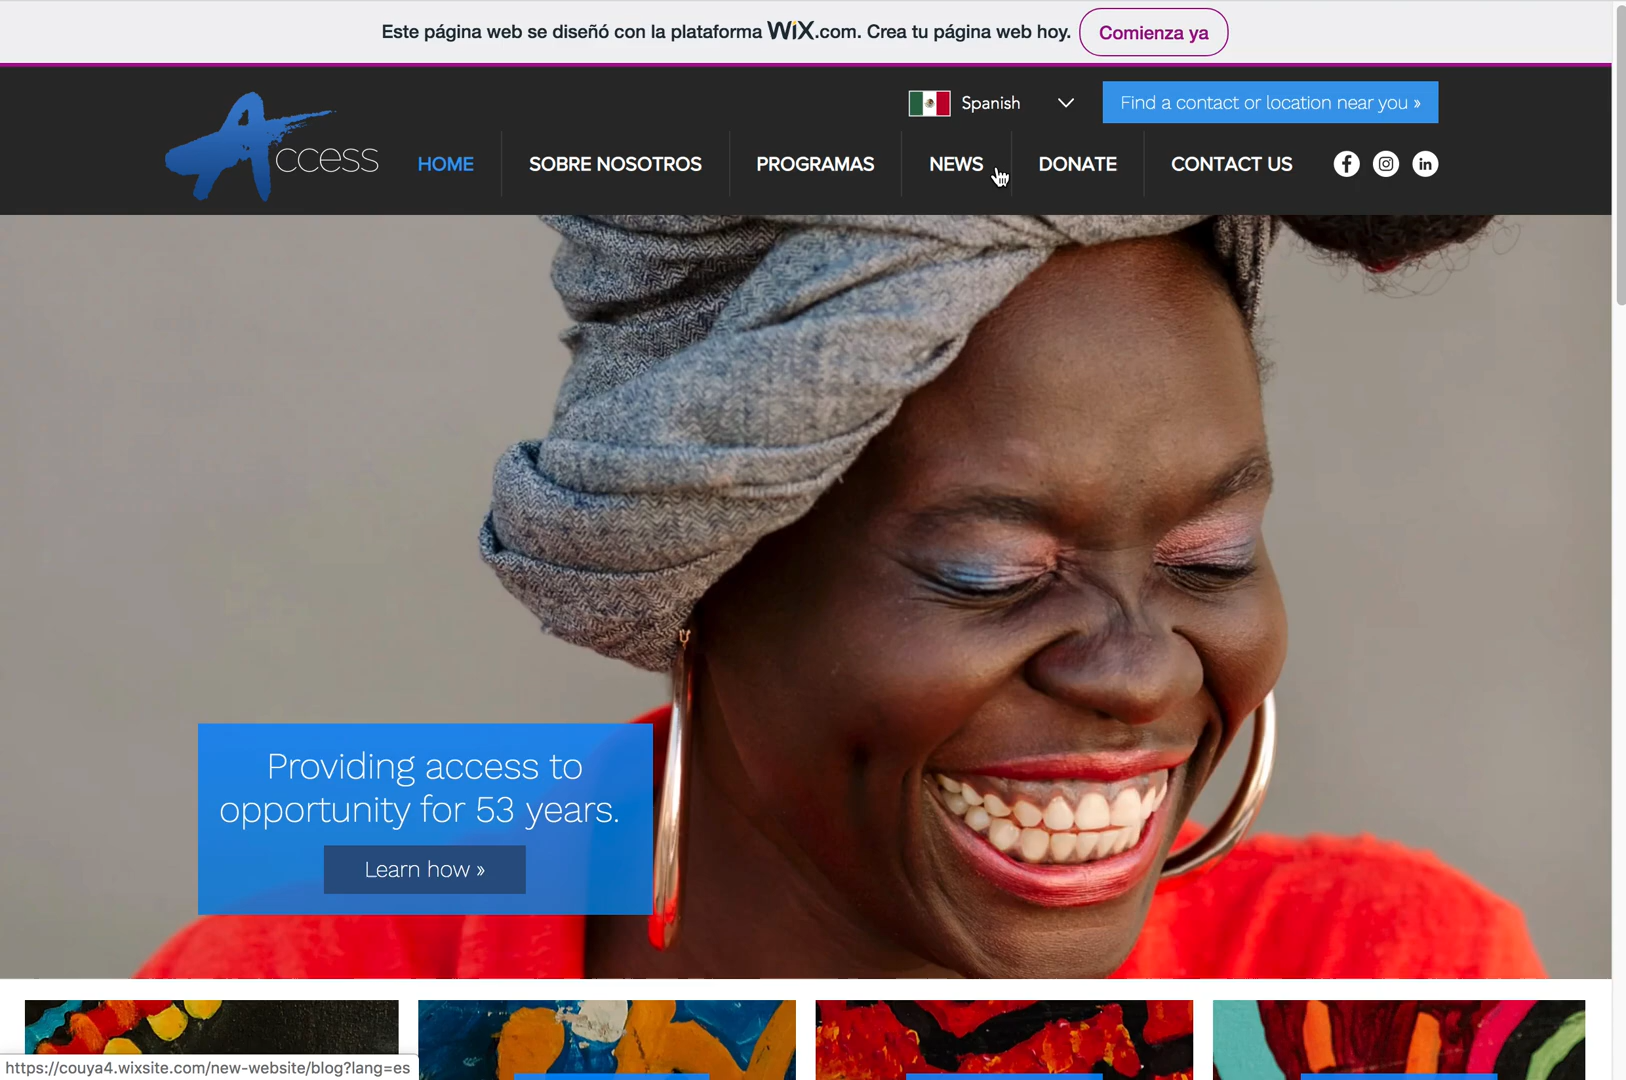 Este página web se diseñó con la plataforma WiX.com. Crea tu página web hoy. Comienza ya
Spanish
Find a contact or location near you »
Access
HOME SOBRE NOSOTROS PROGRAMAS NEWS DONATE CONTACT US
Providing access to
opportunity for 53 years.
Learn how »
https://couya4.wixsite.com/new-website/blog?lang=es